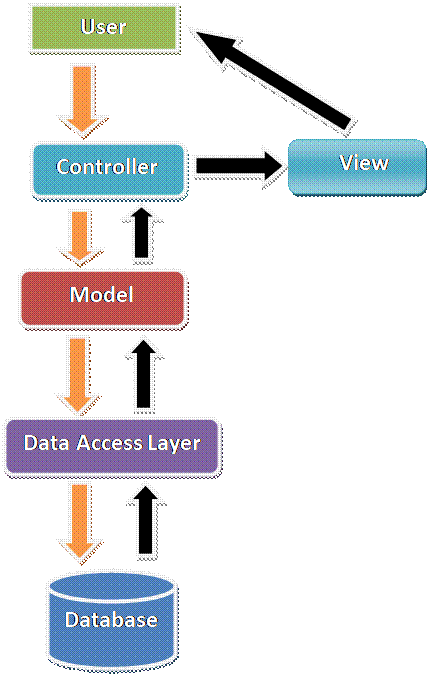 User
Controller
View
Model
Data Access Layer
Database